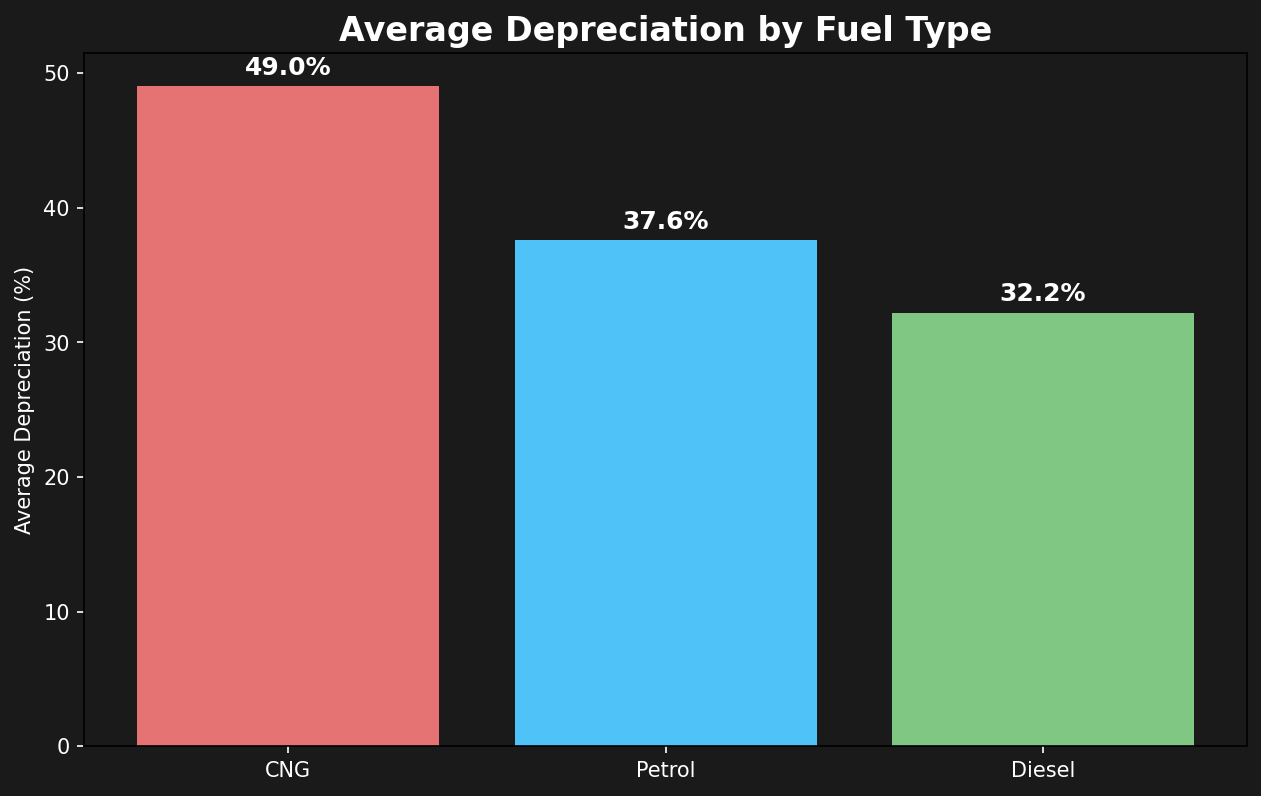 Average Depreciation by Fuel Type
Average Depreciation (%)
50
40
30
20
10
0
49.0%
37.6%
32.2%
CNG
Petrol
Diesel